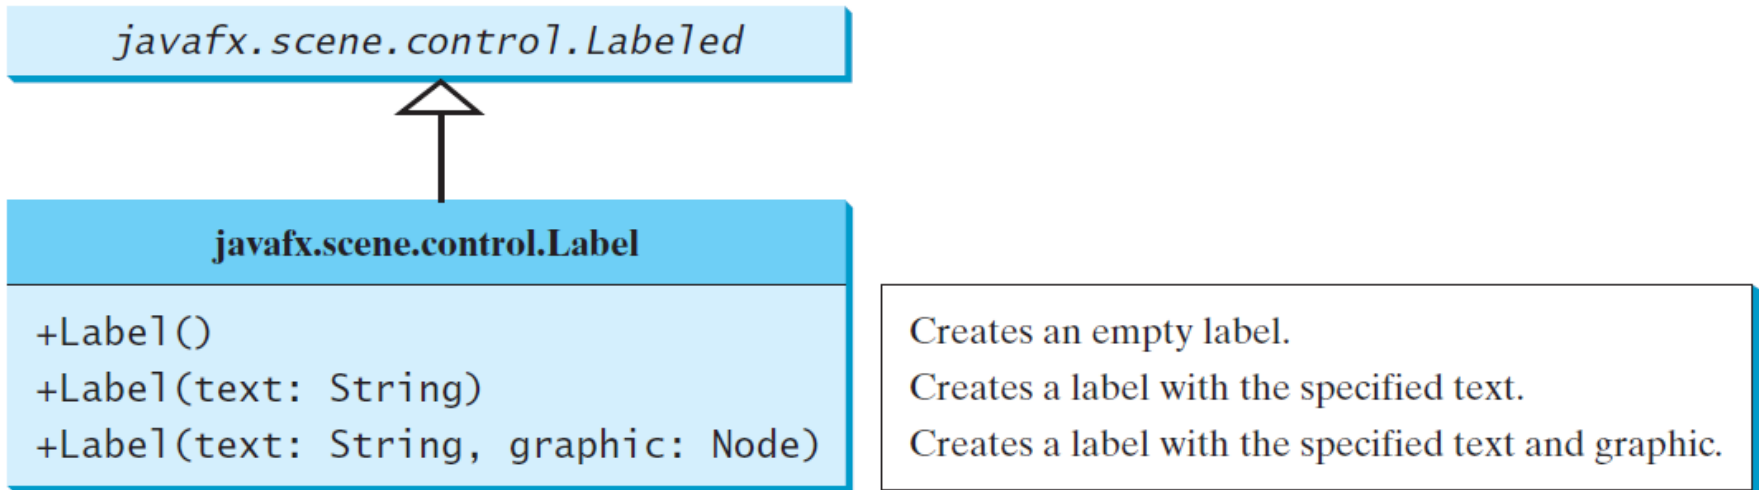 javafx.scene.control.Labeled
javafx.scene.control.Label
+Label()
Creates an empty label.
+Label(text: String)
Creates a label with the specified text.
+Label(text: String, graphic: Node)
Creates a label with the specified text and graphic.